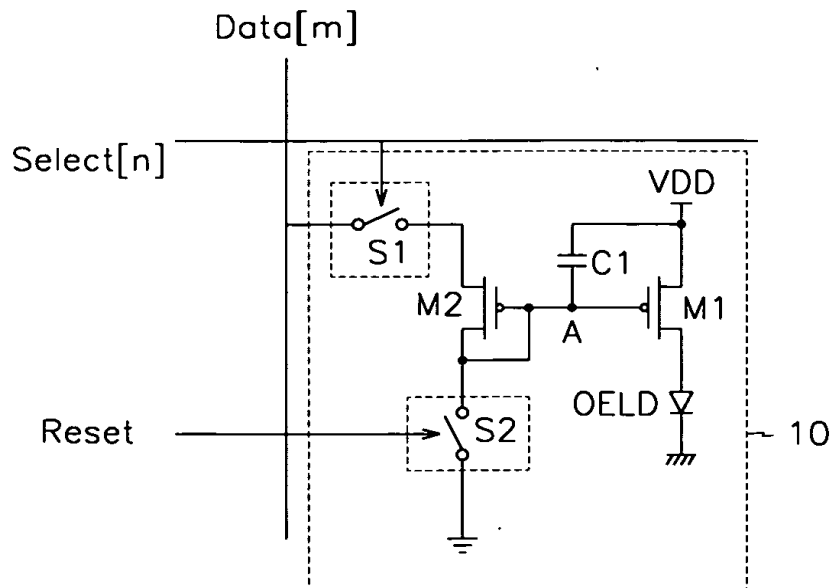 Data[m]
Select[n]
VDD
S1
C1
M2
M1
A
OELD
Reset
S2
10